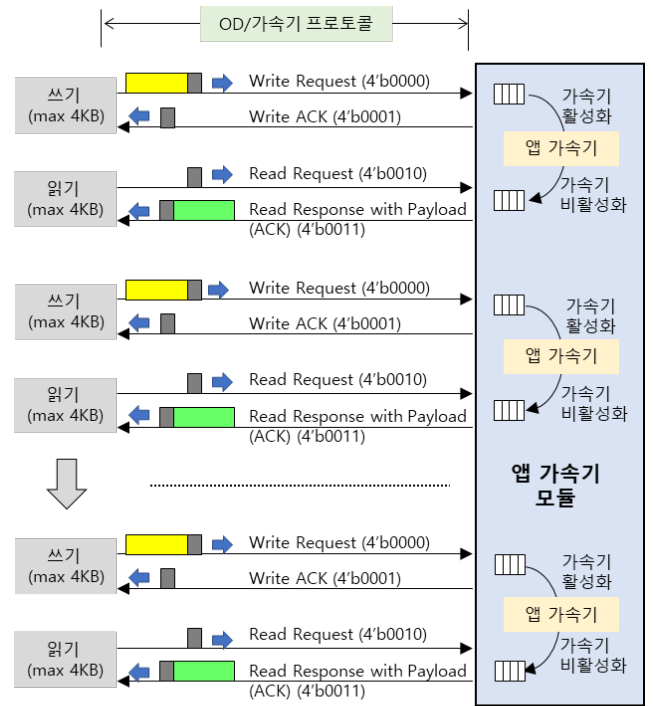 OD/가속기 프로토콜
쓰기
(max 4KB)
Write Request (4'b0000)
Write ACK (4'b0001)
가속기
활성화
앱 가속기
읽기
(max 4KB)
Read Request (4'b0010)
Read Response with Payload
(ACK) (4'b0011)
가속기
비활성화
쓰기
(max 4KB)
Write Request (4'b0000)
Write ACK (4'b0001)
가속기
활성화
앱 가속기
읽기
(max 4KB)
Read Request (4'b0010)
Read Response with Payload
(ACK) (4'b0011)
가속기
비활성화
앱 가속기
모듈
쓰기
(max 4KB)
Write Request (4'b0000)
Write ACK (4'b0001)
가속기
활성화
앱 가속기
읽기
(max 4KB)
Read Request (4'b0010)
Read Response with Payload
(ACK) (4'b0011)
가속기
비활성화